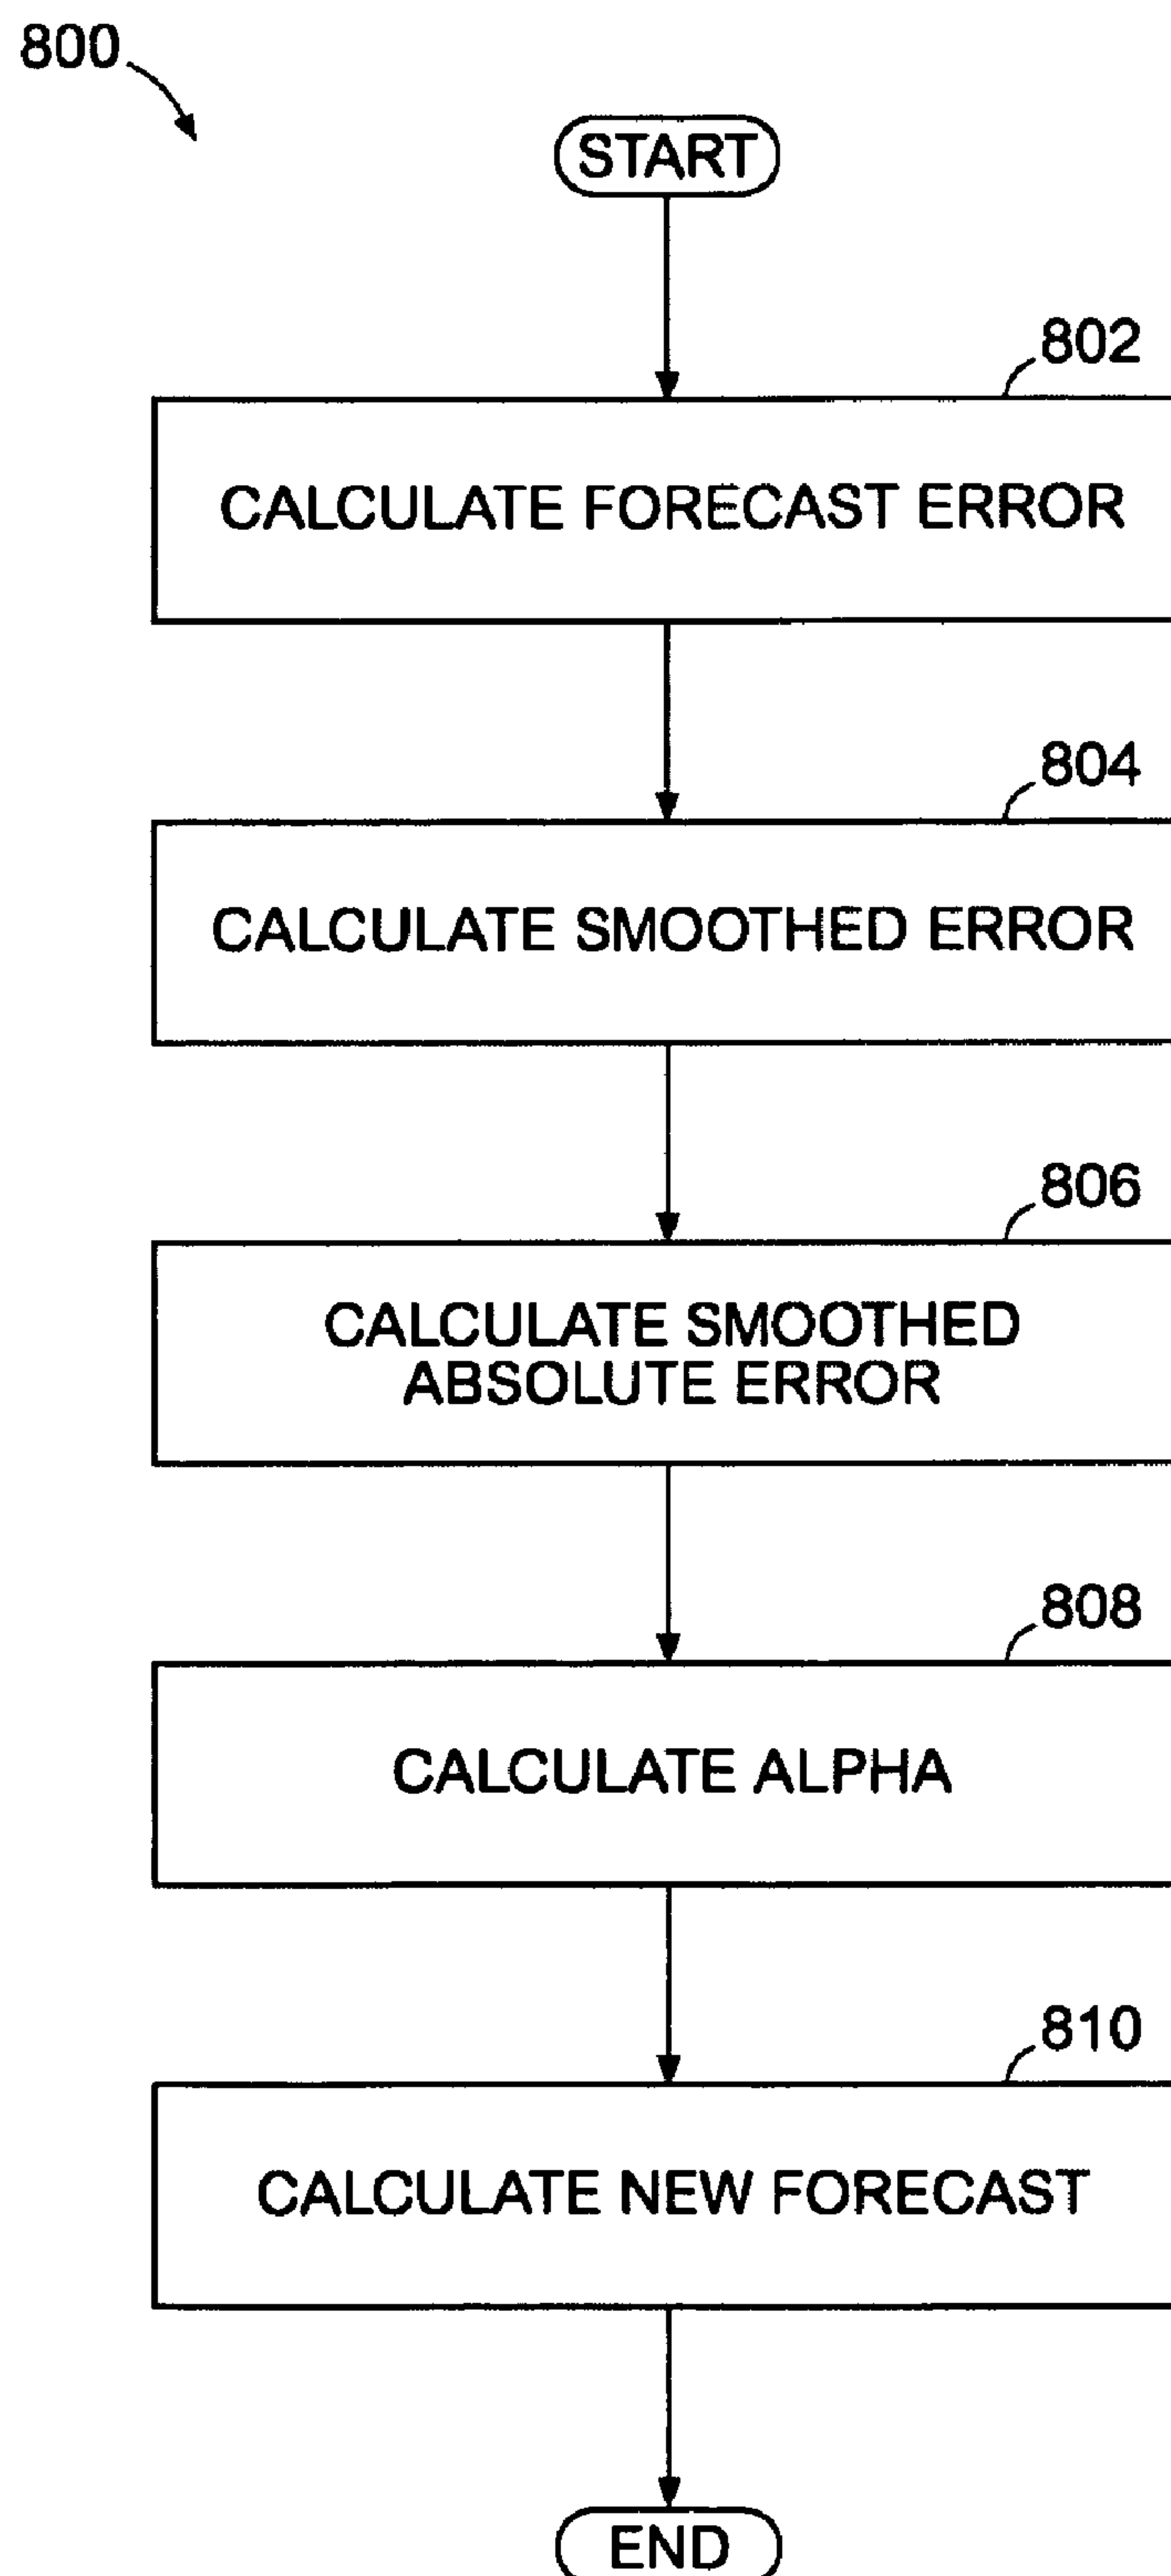 800
START
802
CALCULATE FORECAST ERROR
804
CALCULATE SMOOTHED ERROR
806
CALCULATE SMOOTHED
ABSOLUTE ERROR
808
CALCULATE ALPHA
810
CALCULATE NEW FORECAST
END